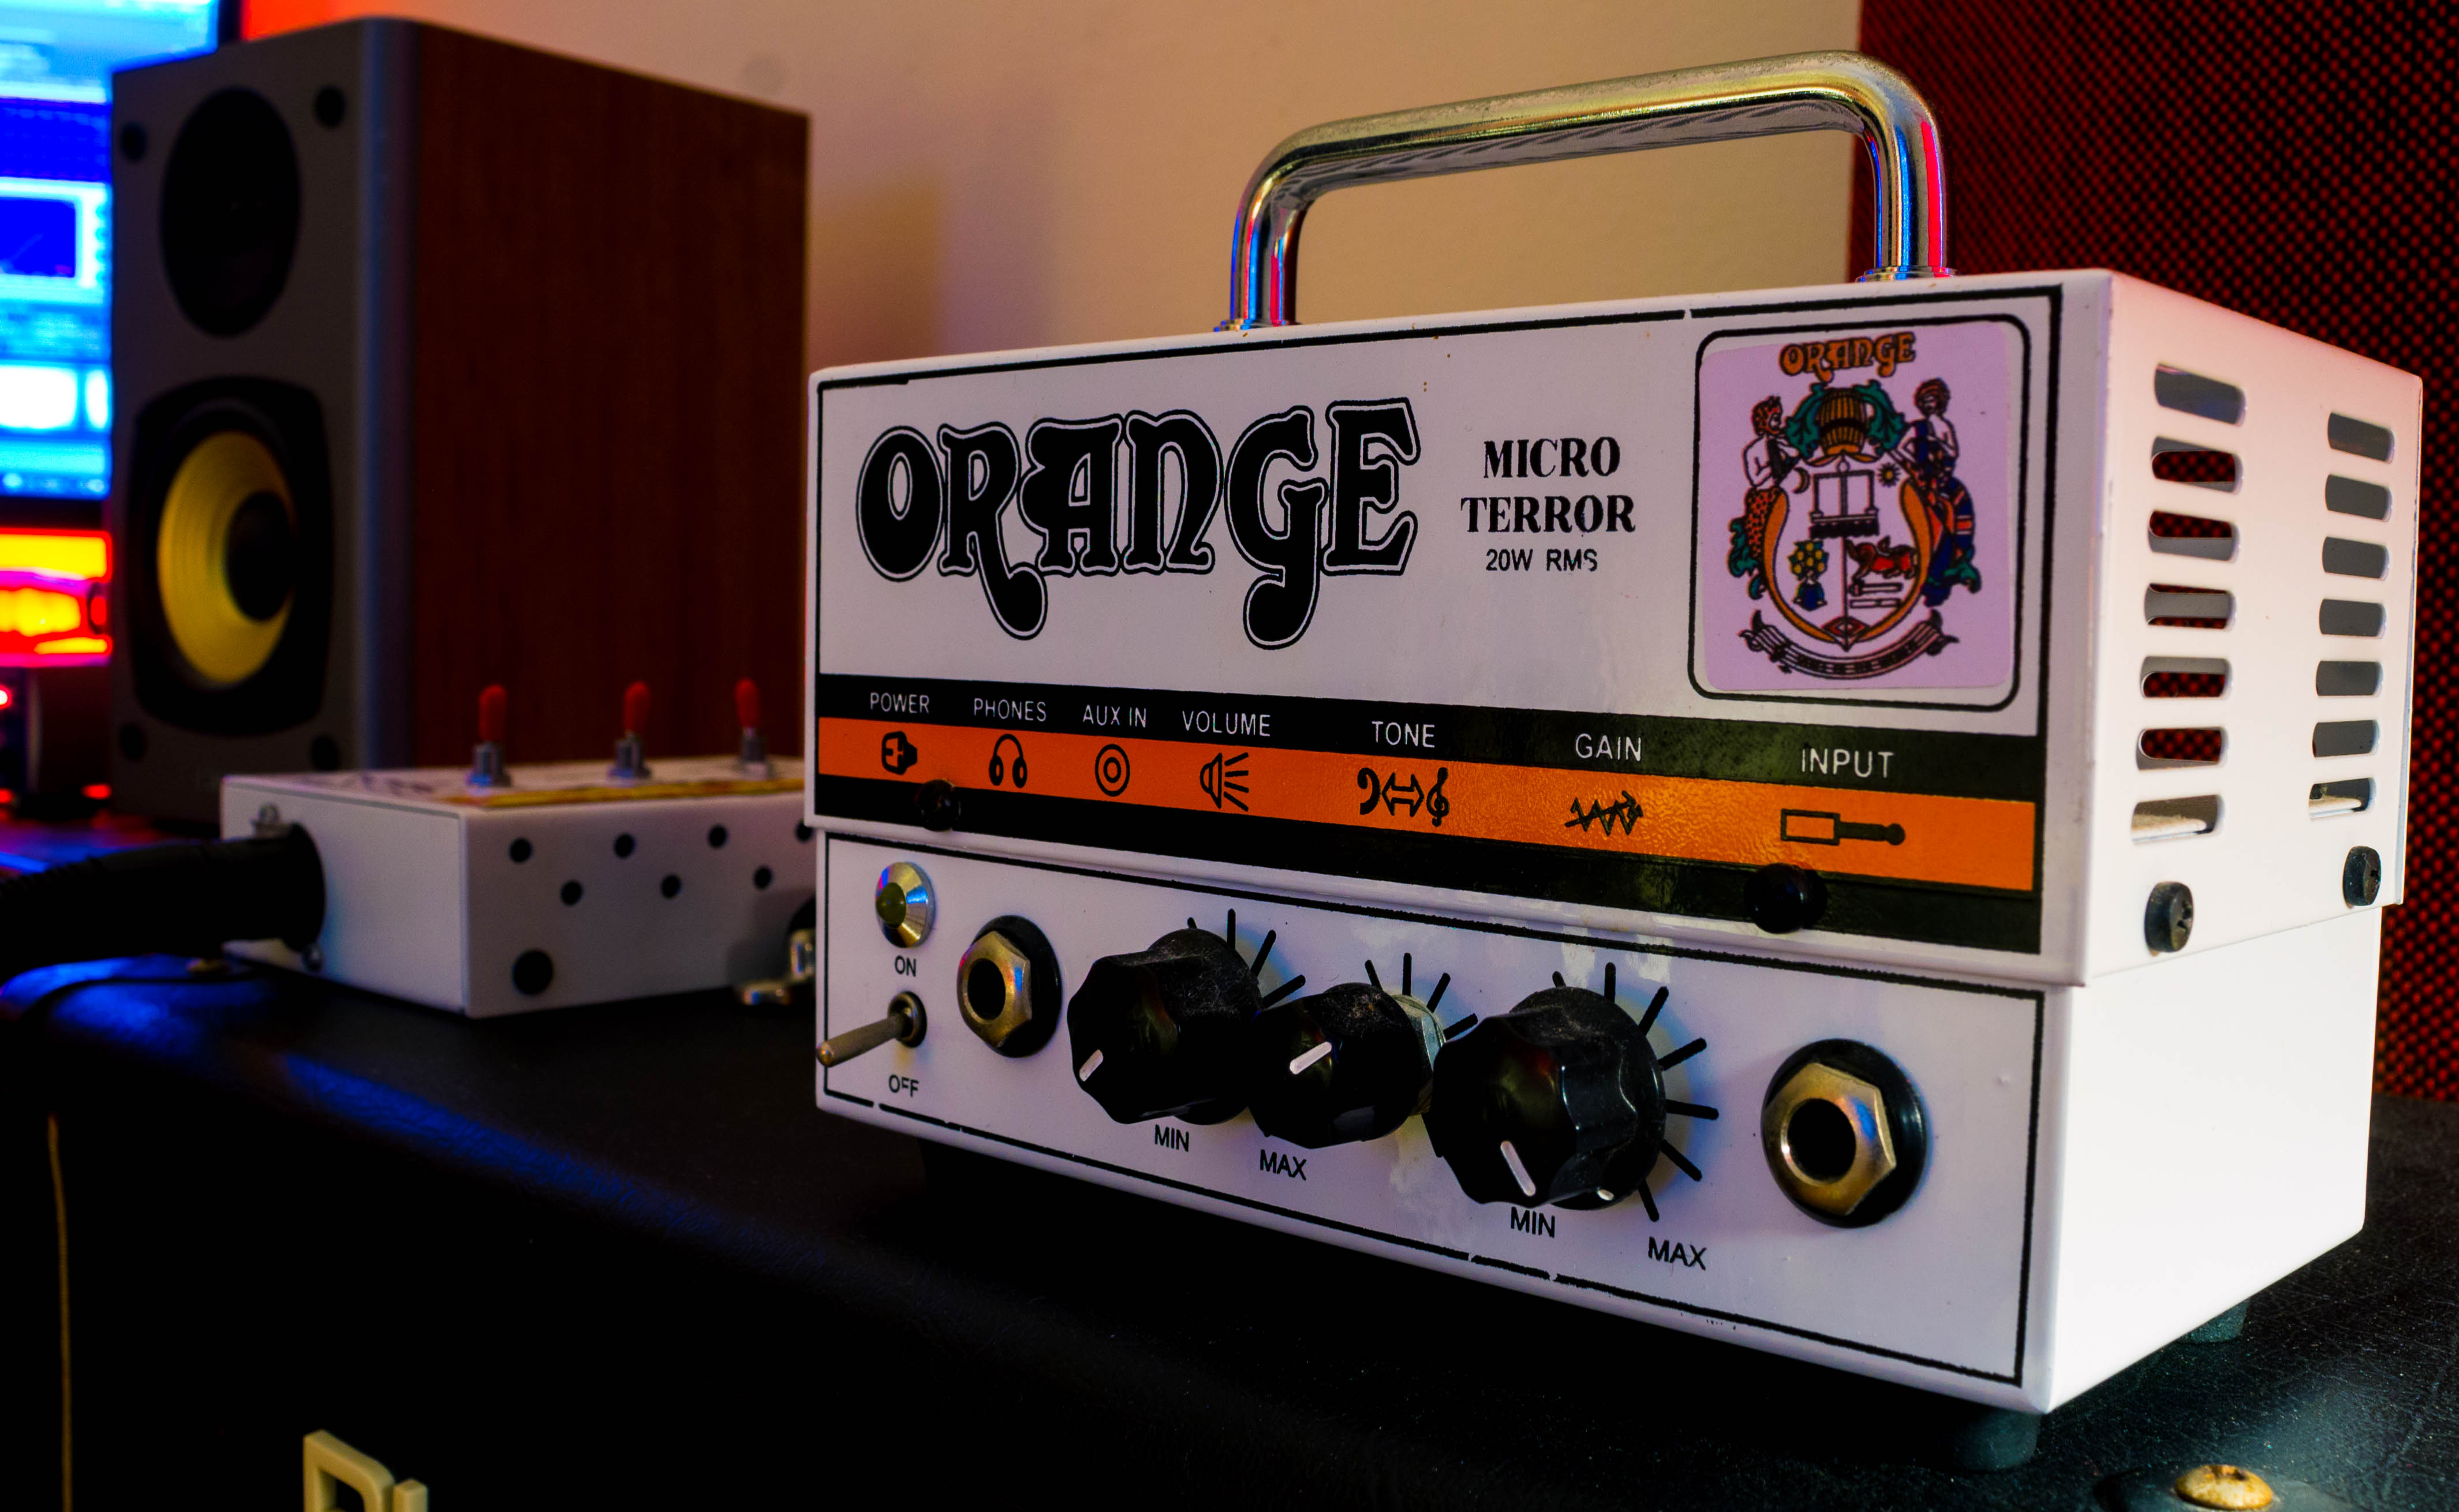 ORANGE
MICRO
TERROR
20W RMS
ORANGE
POWER PHONES AUX IN VOLUME TONE GAIN INPUT
ON
OFF
MIN
MAX
MIN
MAX